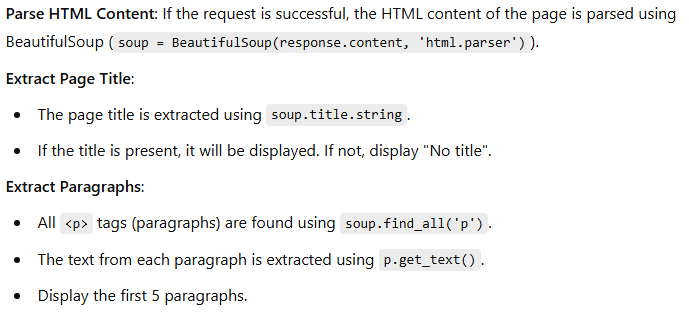 Parse HTML Content: If the request is successful, the HTML content of the page is parsed using
BeautifulSoup ( soup = BeautifulSoup(response.content, 'html.parser') ).
Extract Page Title:
• The page title is extracted using soup.title.string .
• If the title is present, it will be displayed. If not, display "No title".
Extract Paragraphs:
• All <p> tags (paragraphs) are found using soup.find_all('p') .
• The text from each paragraph is extracted using p.get_text() .
• Display the first 5 paragraphs.